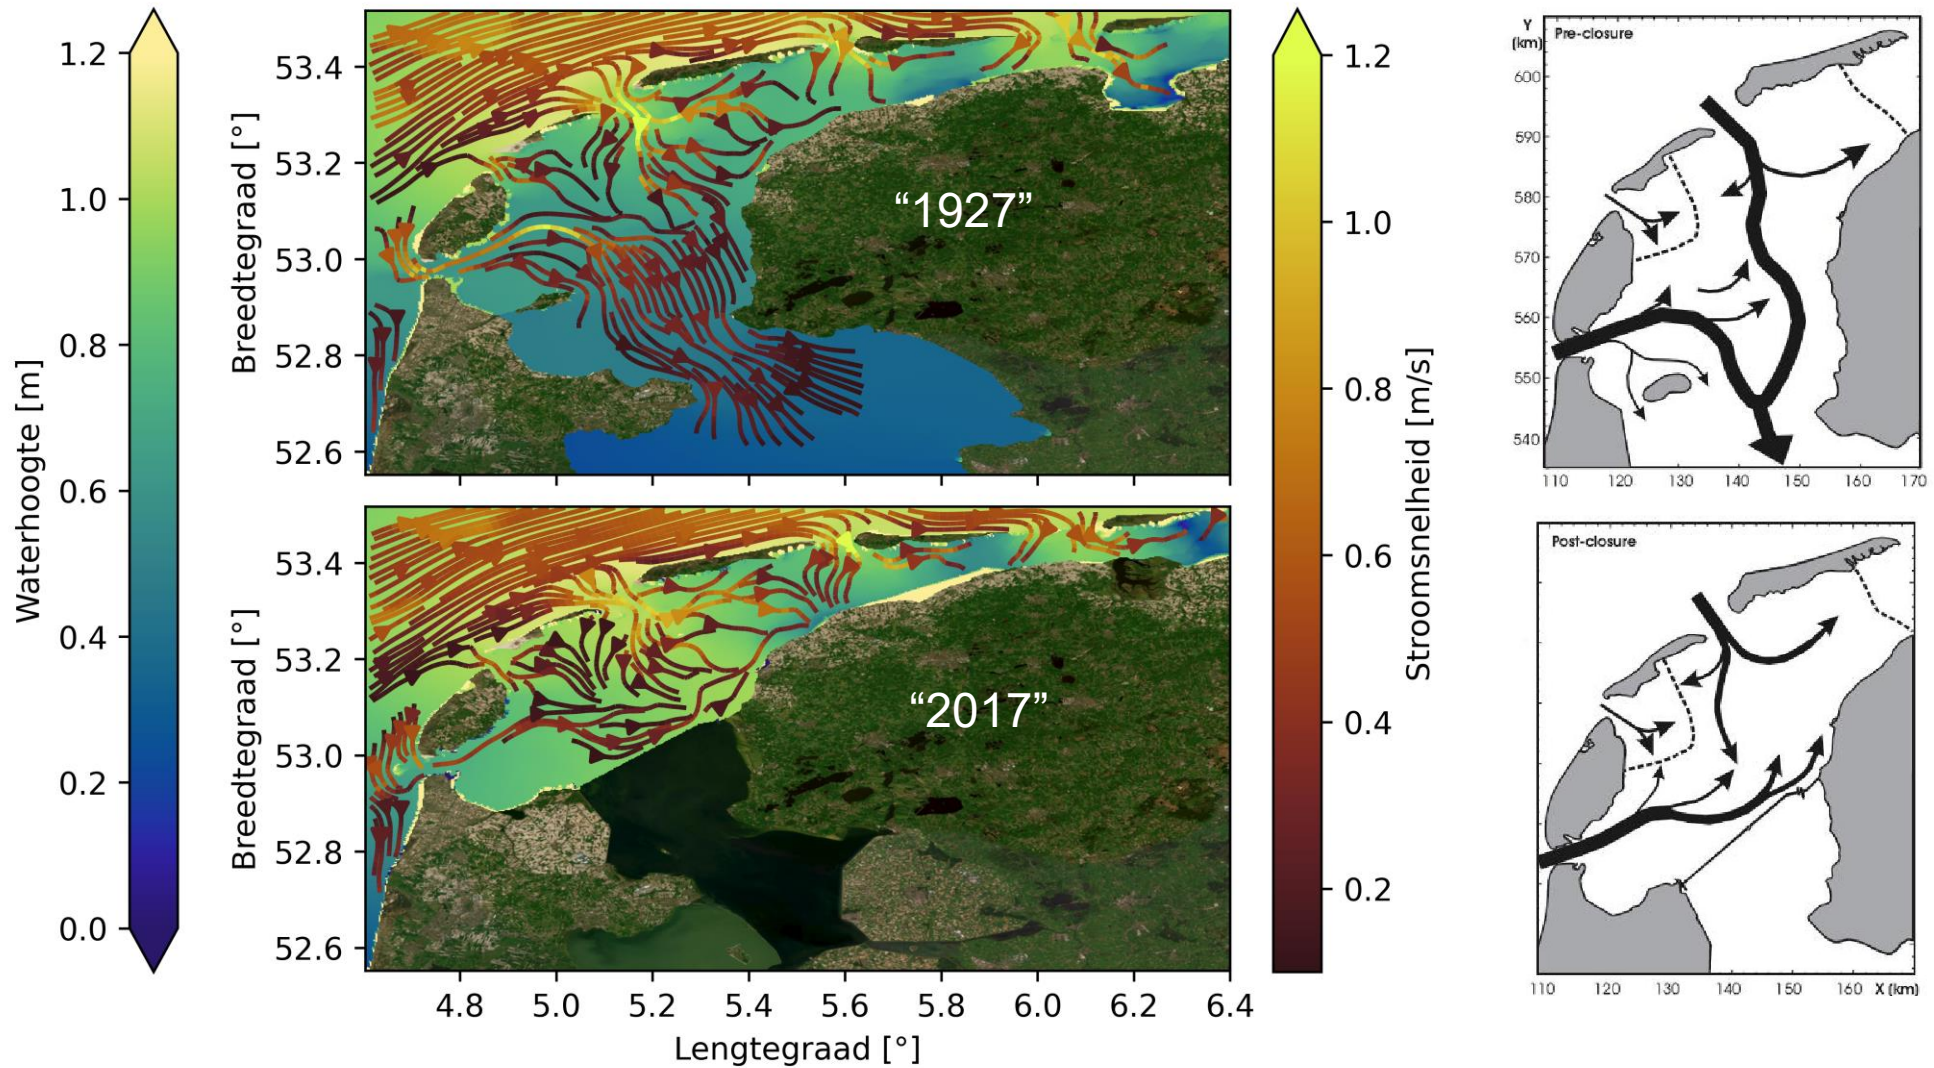 1.2
1.0
0.8
0.6
0.4
0.2
0.0
Waterhoogte [m]
53.4
53.2
53.0
52.8
52.6
Breedtegraad [°]
“1927”
53.4
53.2
53.0
52.8
52.6
Breedtegraad [°]
“2017”
4.8 5.0 5.2 5.4 5.6 5.8 6.0 6.2 6.4
Lengtegraad [°]
1.2
1.0
0.8
0.6
0.4
0.2
Stroomsnelheid [m/s]
Y
(km)
Pre-closure
600
590
580
570
560
550
540
110 120 130 140 150 160 170
Post-closure
110 120 130 140 150 160 X (km)